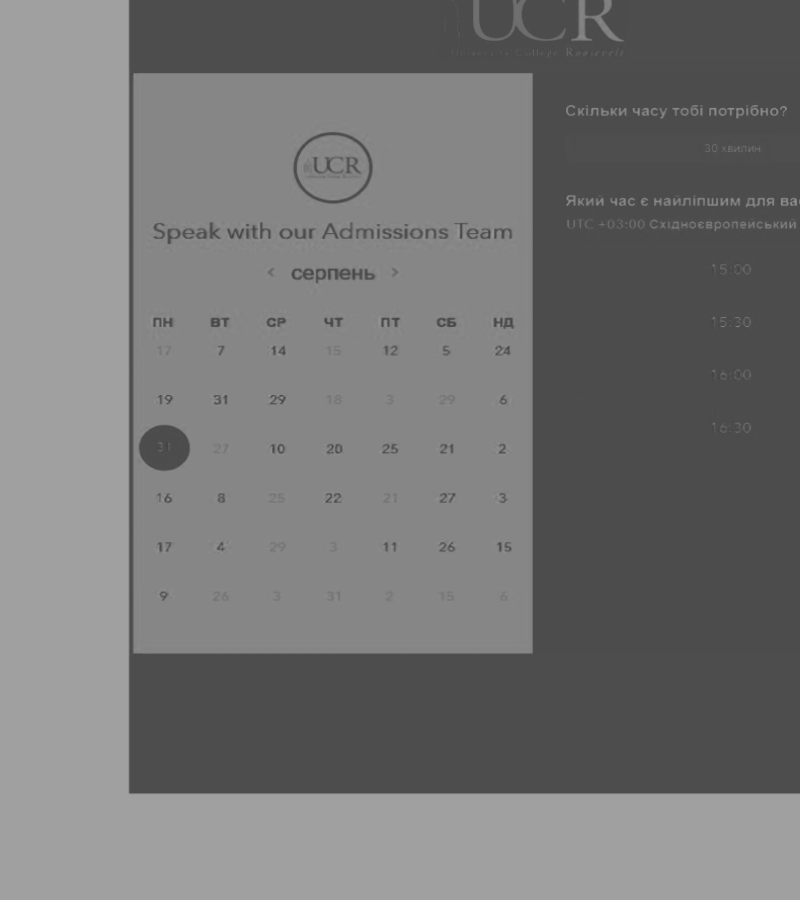 UCR
University College Roosevelt
UCR
Speak with our Admissions Team
‹ серпень ›
ПН ВТ СР ЧТ ПТ СБ НД
17 7 14 15 12 5 24
19 31 29 18 3 29 6
31 27 10 20 25 21 2
16 8 25 22 21 27 3
17 4 29 3 11 26 15
9 26 3 31 2 15 6
Скільки часу тобі потрібно?
30 хвилин
Який час є найліпшим для вас
UTC +03:00 Східноєвропейський
15:00
15:30
16:00
16:30